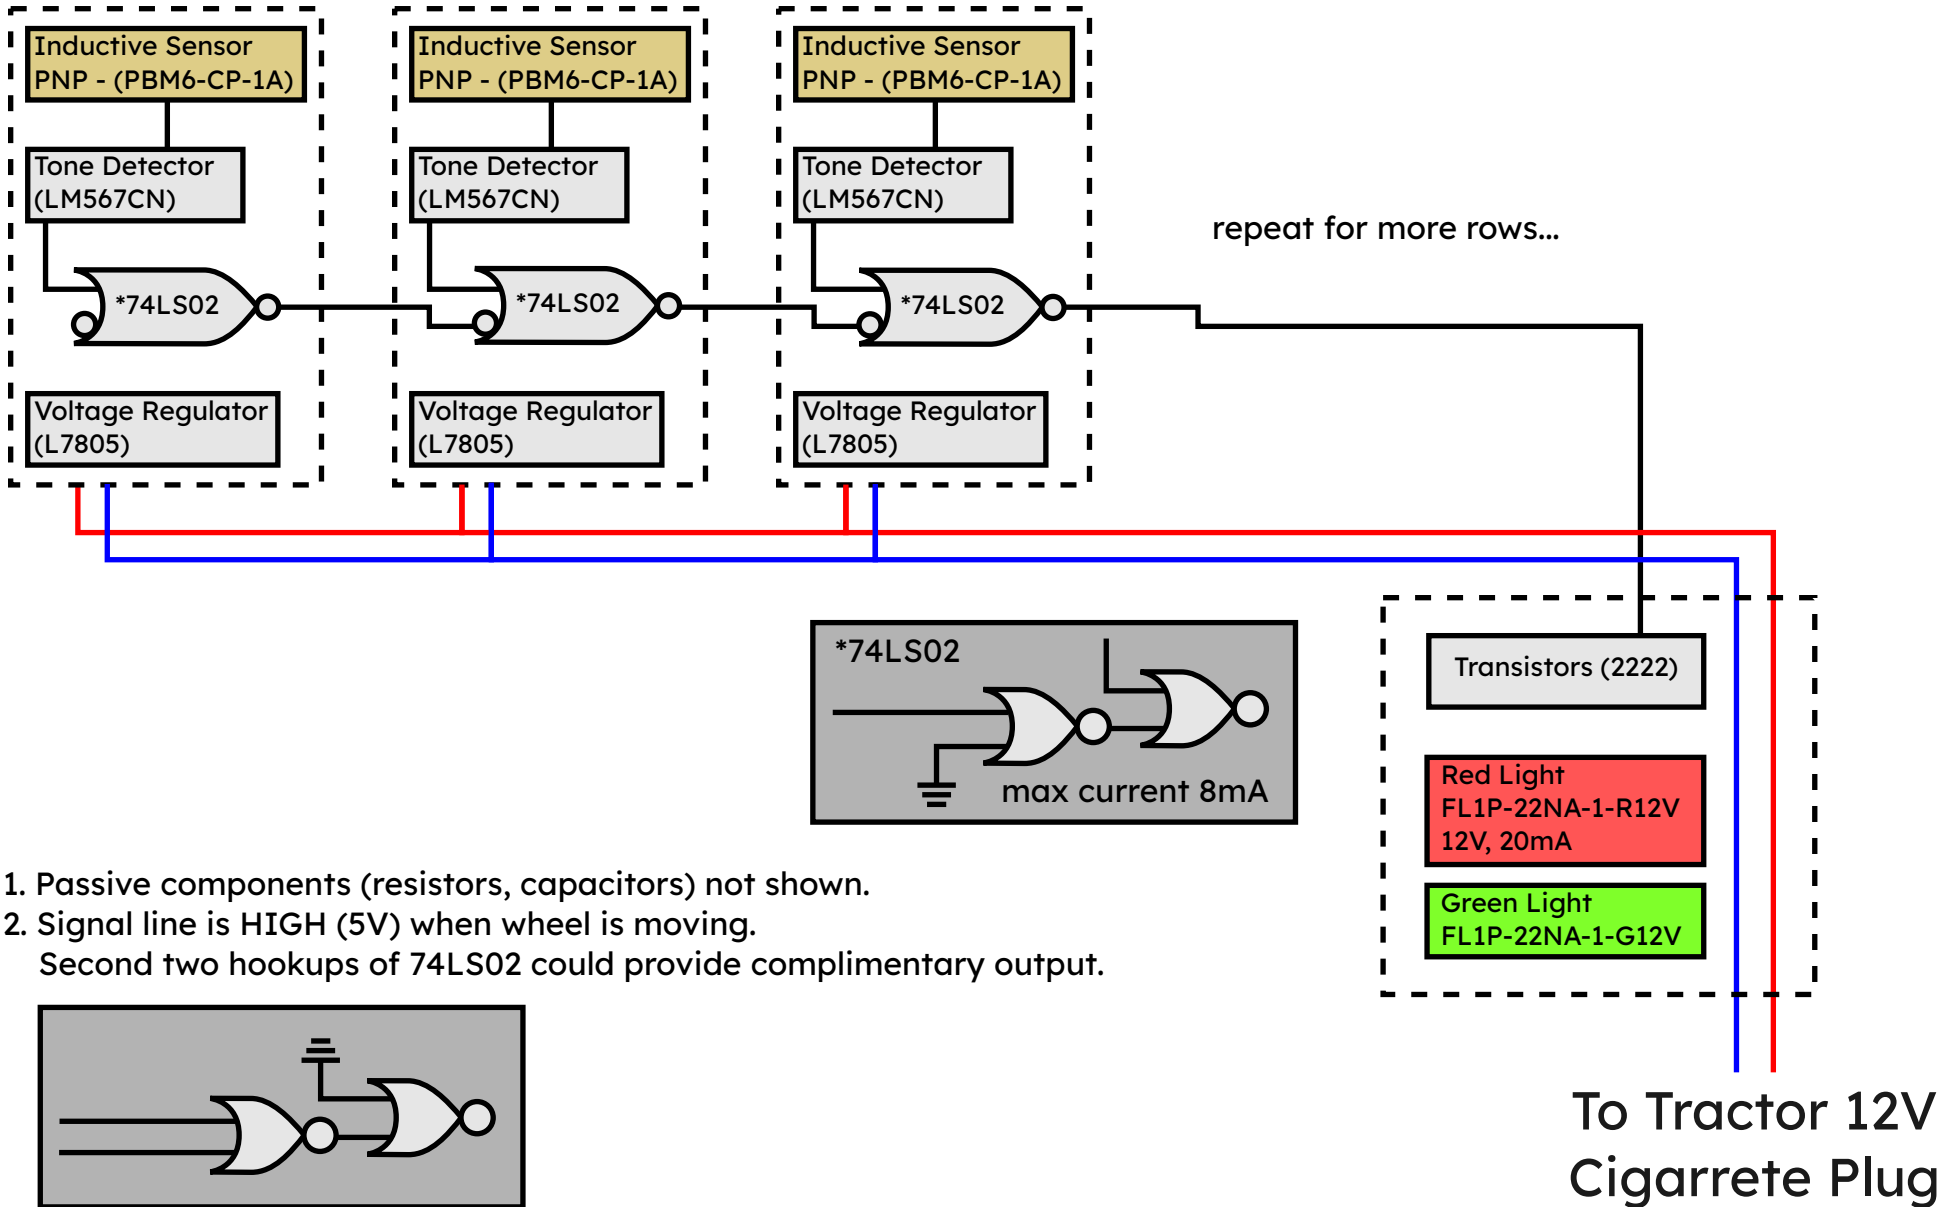 Inductive Sensor
PNP - (PBM6-CP-1A)
Tone Detector
(LM567CN)
*74LS02
Voltage Regulator
(L7805)
Inductive Sensor
PNP - (PBM6-CP-1A)
Tone Detector
(LM567CN)
*74LS02
Voltage Regulator
(L7805)
Inductive Sensor
PNP - (PBM6-CP-1A)
Tone Detector
(LM567CN)
*74LS02
Voltage Regulator
(L7805)
repeat for more rows...
*74LS02
max current 8mA
Transistors (2222)
Red Light
FL1P-22NA-1-R12V
12V, 20mA
Green Light
FL1P-22NA-1-G12V
To Tractor 12V
Cigarrete Plug
1. Passive components (resistors, capacitors) not shown.
2. Signal line is HIGH (5V) when wheel is moving.
Second two hookups of 74LS02 could provide complimentary output.